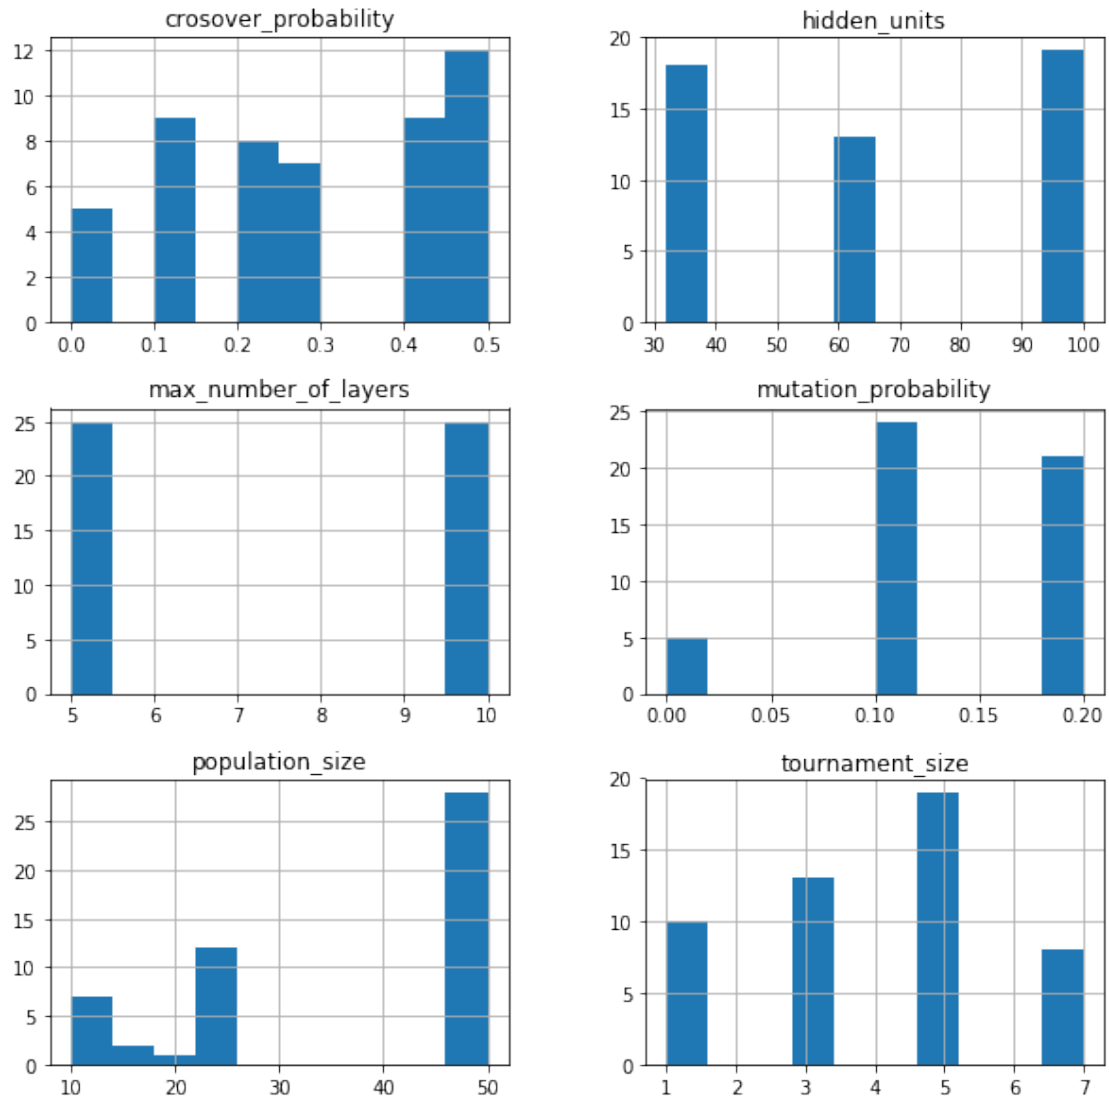 crosover_probability
12
10
8
6
4
2
0
0.0 0.1 0.2 0.3 0.4 0.5
hidden_units
20
15
10
5
0
30 40 50 60 70 80 90 100
max_number_of_layers
25
20
15
10
5
0
5 6 7 8 9 10
mutation_probability
25
20
15
10
5
0
0.00 0.05 0.10 0.15 0.20
population_size
25
20
15
10
5
0
10 20 30 40 50
tournament_size
20
15
10
5
0
1 2 3 4 5 6 7